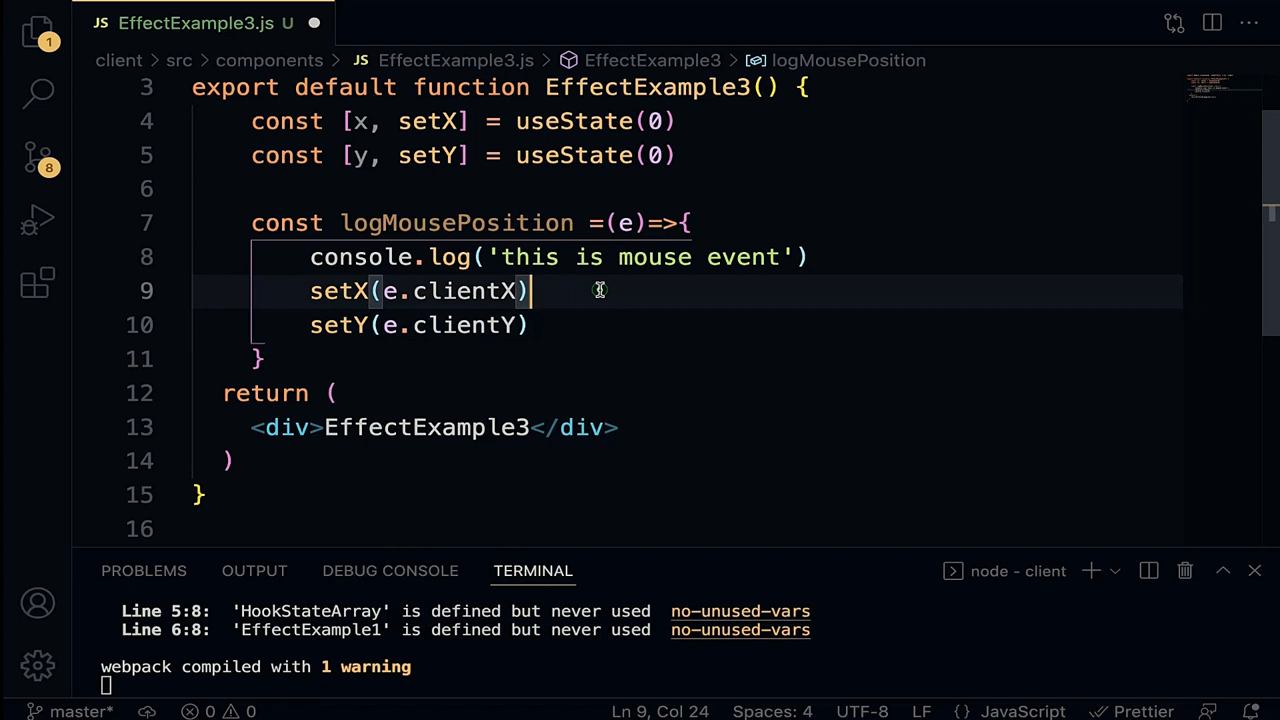 JS EffectExample3.js U
client > src > components > JS EffectExample3.js > EffectExample3 > logMousePosition
1
3 export default function EffectExample3() {
4 const [x, setX] = useState(0)
5 const [y, setY] = useState(0)
6
7 const logMousePosition =(e)=>{
8 console.log('this is mouse event')
9 setX(e.clientX)
10 setY(e.clientY)
11 }
12 return (
13 <div>EffectExample3</div>
14 )
15 }
16
8
PROBLEMS OUTPUT DEBUG CONSOLE TERMINAL node - client
Line 5:8: 'HookStateArray' is defined but never used no-unused-vars
Line 6:8: 'EffectExample1' is defined but never used no-unused-vars
webpack compiled with 1 warning
master* 0 0 Ln 9, Col 24 Spaces: 4 UTF-8 LF {} JavaScript Prettier